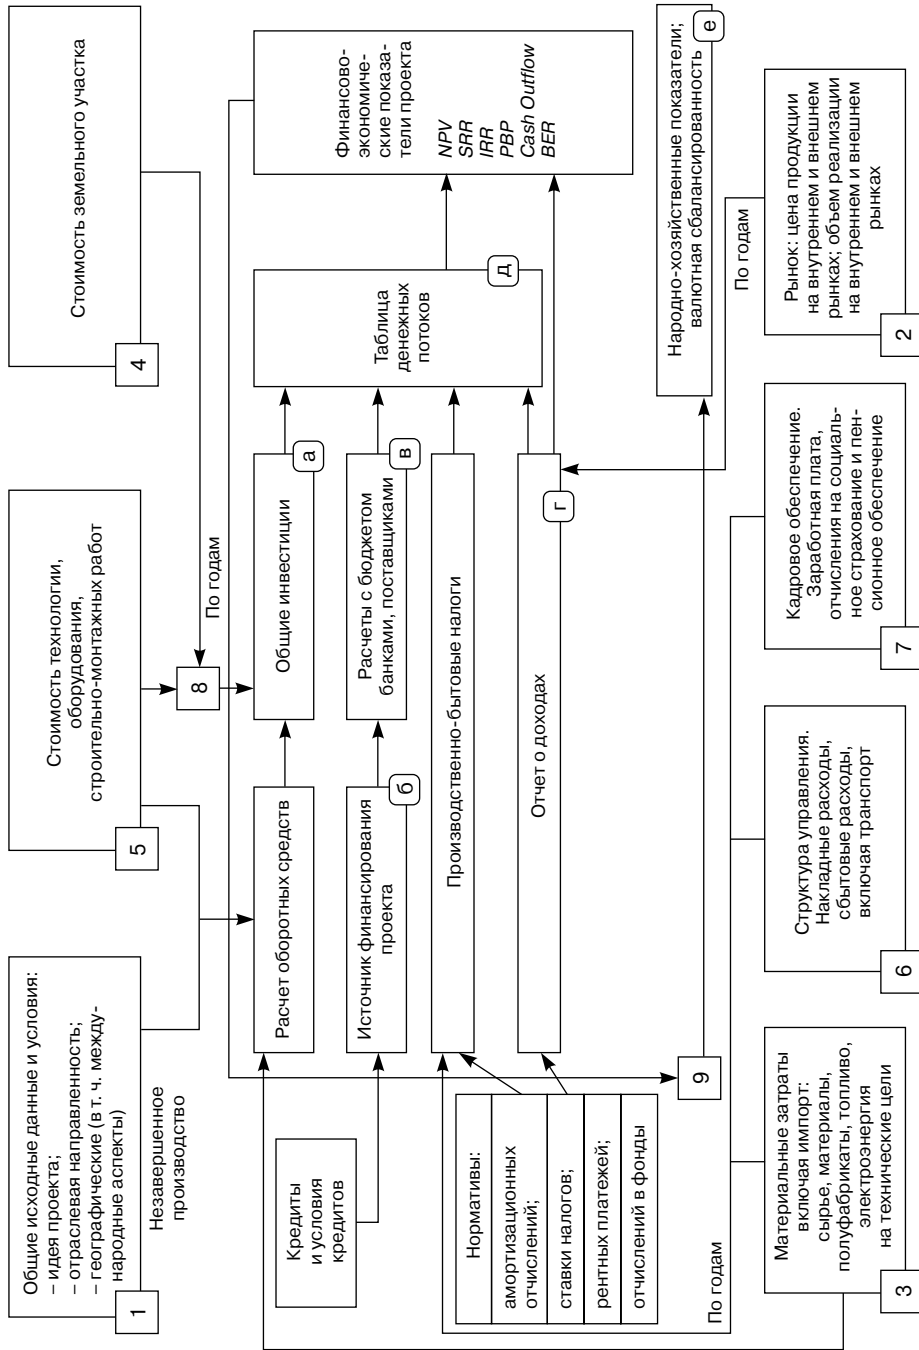 Общие исходные данные и условия:
– идея проекта;
– отраслевая направленность;
– географические (в т. ч. между-
народные аспекты)
1
Стоимость технологии,
оборудования,
строительно-монтажных работ
5
Стоимость земельного участка
4
Незавершенное
производство
8
По годам
Кредиты
и условия
кредитов
Расчет оборотных средств
Общие инвестиции
а
Источник финансирования
проекта
б
Расчеты с бюджетом
банками, поставщиками
в
Производственно-бытовые налоги
Отчет о доходах
г
Таблица
денежных
потоков
д
Финансово-
экономиче-
ские показа-
тели проекта
NPV
SRR
IRR
PBP
Cash Outflow
BER
Нормативы:
амортизационных
отчислений;
ставки налогов;
рентных платежей;
отчислений в фонды
9
Народно-хозяйственные показатели;
валютная сбалансированность
е
По годам
По годам
Материальные затраты
включая импорт:
сырье, материалы,
полуфабрикаты, топливо,
электроэнергия
на технические цели
3
Структура управления.
Накладные расходы,
сбытовые расходы,
включая транспорт
6
Кадровое обеспечение.
Заработная плата,
отчисления на социаль-
ное страхование и пен-
сионное обеспечение
7
Рынок: цена продукции
на внутреннем и внешнем
рынках; объем реализации
на внутреннем и внешнем
рынках
2